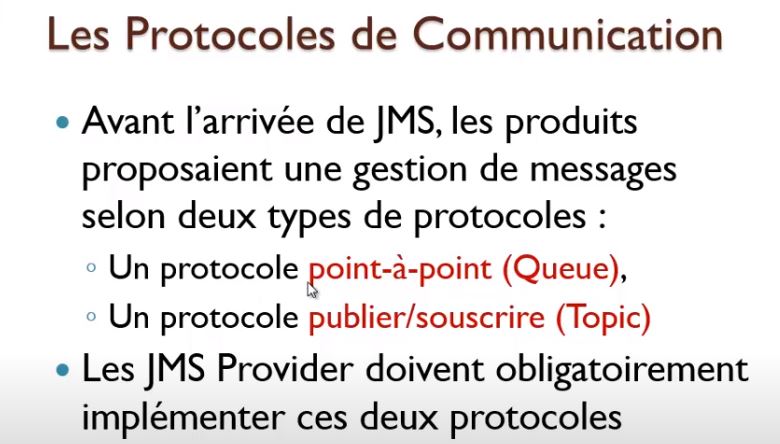 Les Protocoles de Communication
• Avant l'arrivée de JMS, les produits
proposaient une gestion de messages
selon deux types de protocoles :
◦ Un protocole point-à-point (Queue),
◦ Un protocole publier/souscrire (Topic)
• Les JMS Provider doivent obligatoirement
implémenter ces deux protocoles